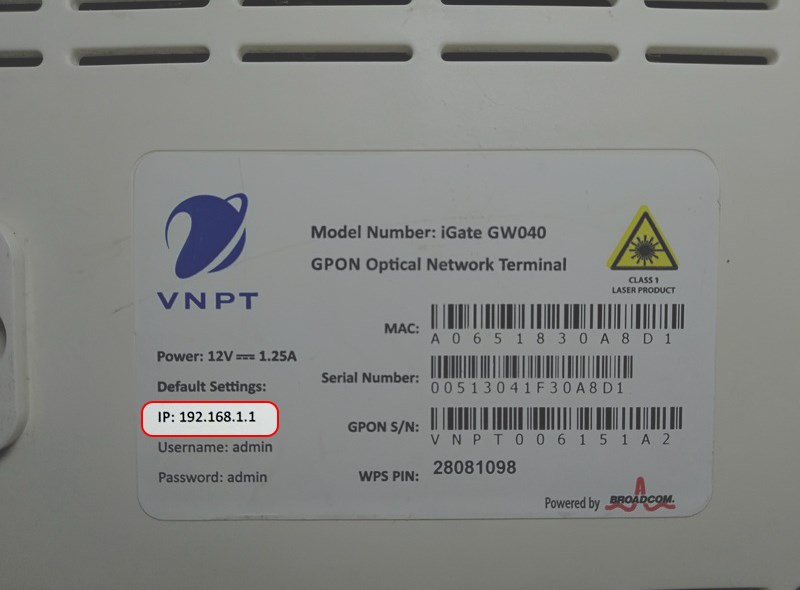 VNPT
Model Number: iGate GW040
GPON Optical Network Terminal
CLASS 1
LASER PRODUCT
MAC:
A0651830A8D1
Power: 12V⎓1.25A
Serial Number:
00513041F30A8D1
Default Settings:
IP: 192.168.1.1
GPON S/N:
VNPT006151A2
Username: admin
Password: admin
WPS PIN: 28081098
Powered by BROADCOM.